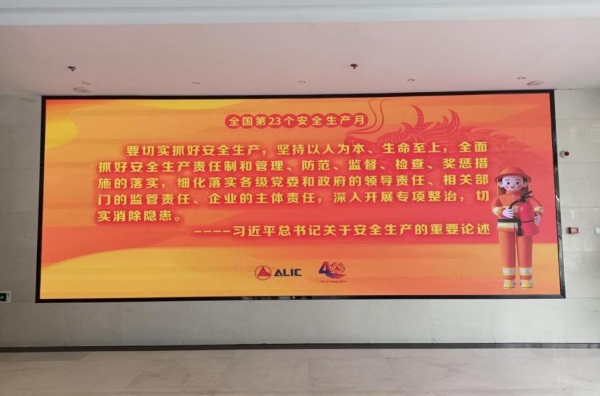 全国第23个安全生产月
要切实抓好安全生产，坚持以人为本、生命至上，全面
抓好安全生产责任制和管理、防范、监督、检查、奖惩措
施的落实，细化落实各级党委和政府的领导责任、相关部
门的监管责任、企业的主体责任，深入开展专项整治，切
实消除隐患。
----习近平总书记关于安全生产的重要论述
ALIC